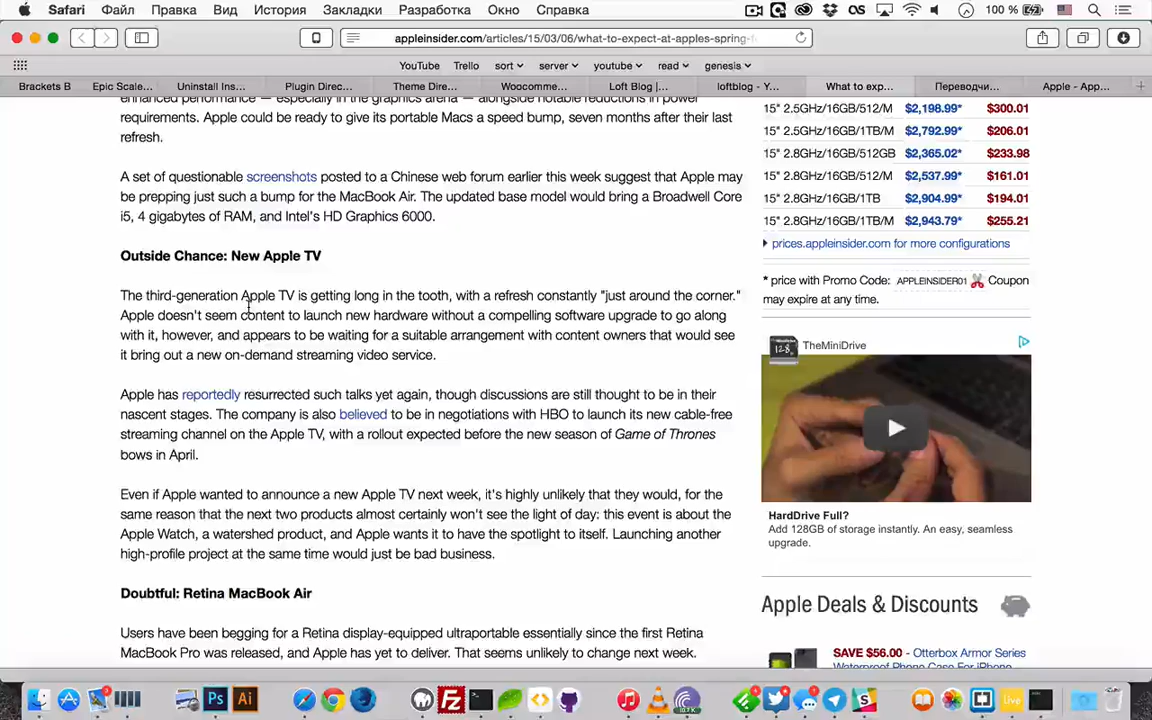 Safari Файл Правка Вид История Закладки Разработка Окно Справка 100 %
appleinsider.com/articles/15/03/06/what-to-expect-at-apples-spring-f
YouTube Trello sort server youtube read genesis
Brackets B Epic Scale... Uninstall Ins... Plugin Direc... Theme Dire... Woocomme... Loft Blog |... loftblog - Y... What to exp... Переводчи... Apple - App...
enhanced performance — especially in the graphics arena — alongside notable reductions in power
requirements. Apple could be ready to give its portable Macs a speed bump, seven months after their last
refresh.
A set of questionable screenshots posted to a Chinese web forum earlier this week suggest that Apple may
be prepping just such a bump for the MacBook Air. The updated base model would bring a Broadwell Core
i5, 4 gigabytes of RAM, and Intel's HD Graphics 6000.
Outside Chance: New Apple TV
The third-generation Apple TV is getting long in the tooth, with a refresh constantly "just around the corner."
Apple doesn't seem content to launch new hardware without a compelling software upgrade to go along
with it, however, and appears to be waiting for a suitable arrangement with content owners that would see
it bring out a new on-demand streaming video service.
Apple has reportedly resurrected such talks yet again, though discussions are still thought to be in their
nascent stages. The company is also believed to be in negotiations with HBO to launch its new cable-free
streaming channel on the Apple TV, with a rollout expected before the new season of Game of Thrones
bows in April.
Even if Apple wanted to announce a new Apple TV next week, it's highly unlikely that they would, for the
same reason that the next two products almost certainly won't see the light of day: this event is about the
Apple Watch, a watershed product, and Apple wants it to have the spotlight to itself. Launching another
high-profile project at the same time would just be bad business.
Doubtful: Retina MacBook Air
Users have been begging for a Retina display-equipped ultraportable essentially since the first Retina
MacBook Pro was released, and Apple has yet to deliver. That seems unlikely to change next week.
15" 2.5GHz/16GB/512/M $2,198.99* $300.01
15" 2.5GHz/16GB/1TB/M $2,792.99* $206.01
15" 2.8GHz/16GB/512GB $2,365.02* $233.98
15" 2.8GHz/16GB/512/M $2,537.99* $161.01
15" 2.8GHz/16GB/1TB $2,904.99* $194.01
15" 2.8GHz/16GB/1TB/M $2,943.79* $255.21
prices.appleinsider.com for more configurations
* price with Promo Code: APPLEINSIDER01 Coupon
may expire at any time.
128
TheMiniDrive
HardDrive Full?
Add 128GB of storage instantly. An easy, seamless
upgrade.
Apple Deals & Discounts
SAVE $56.00 - Otterbox Armor Series
Waterproof Phone Case For iPhone
Ps Ai Fz live